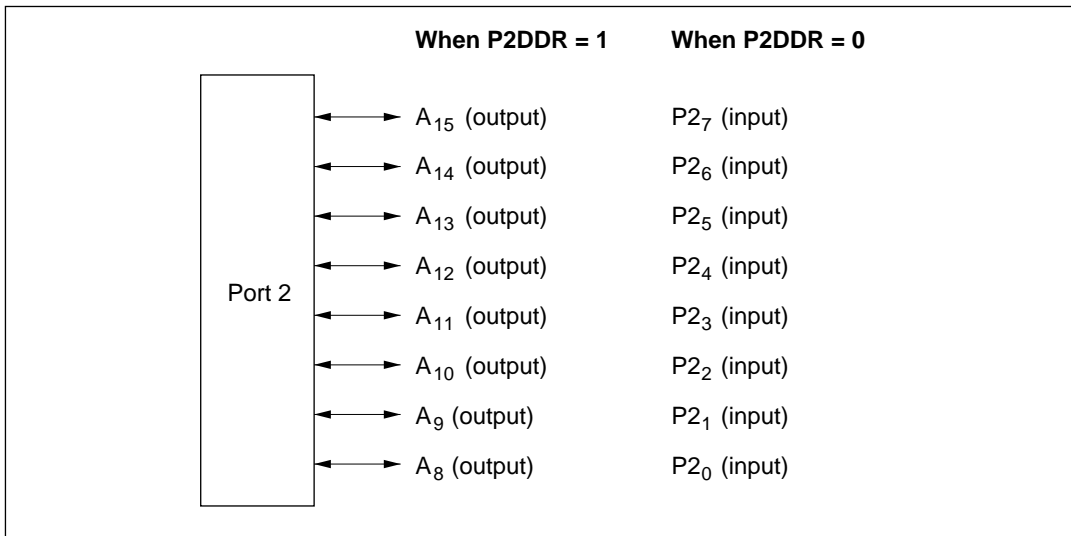 When P2DDR = 1 When P2DDR = 0
A15 (output) P27 (input)
A14 (output) P26 (input)
A13 (output) P25 (input)
A12 (output) P24 (input)
Port 2
A11 (output) P23 (input)
A10 (output) P22 (input)
A9 (output) P21 (input)
A8 (output) P20 (input)